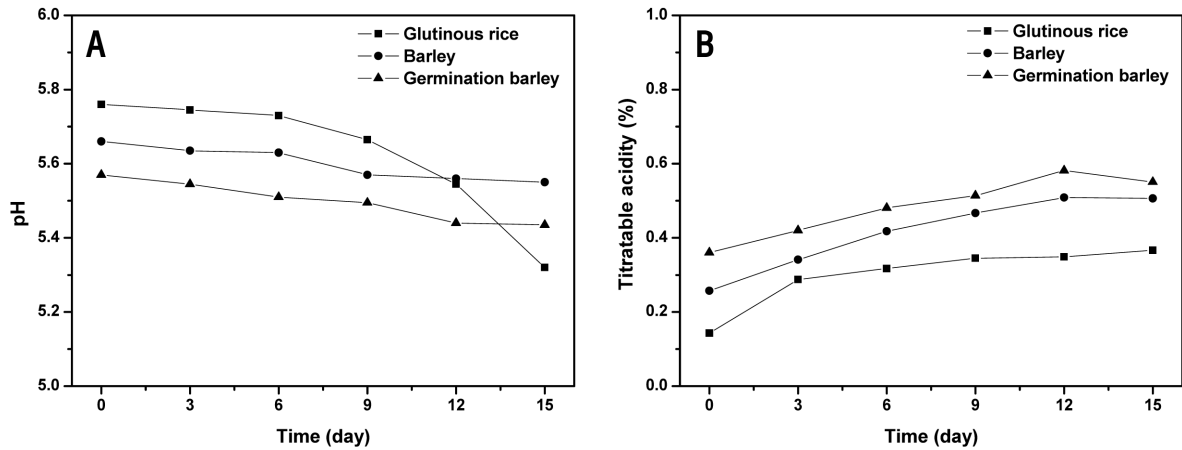 A
Glutinous rice
Barley
Germination barley
6.0
5.8
5.6
5.4
5.2
5.0
pH
0
3
6
9
12
15
Time (day)
B
Glutinous rice
Barley
Germination barley
1.0
0.8
0.6
0.4
0.2
0.0
Titratable acidity (%)
0
3
6
9
12
15
Time (day)